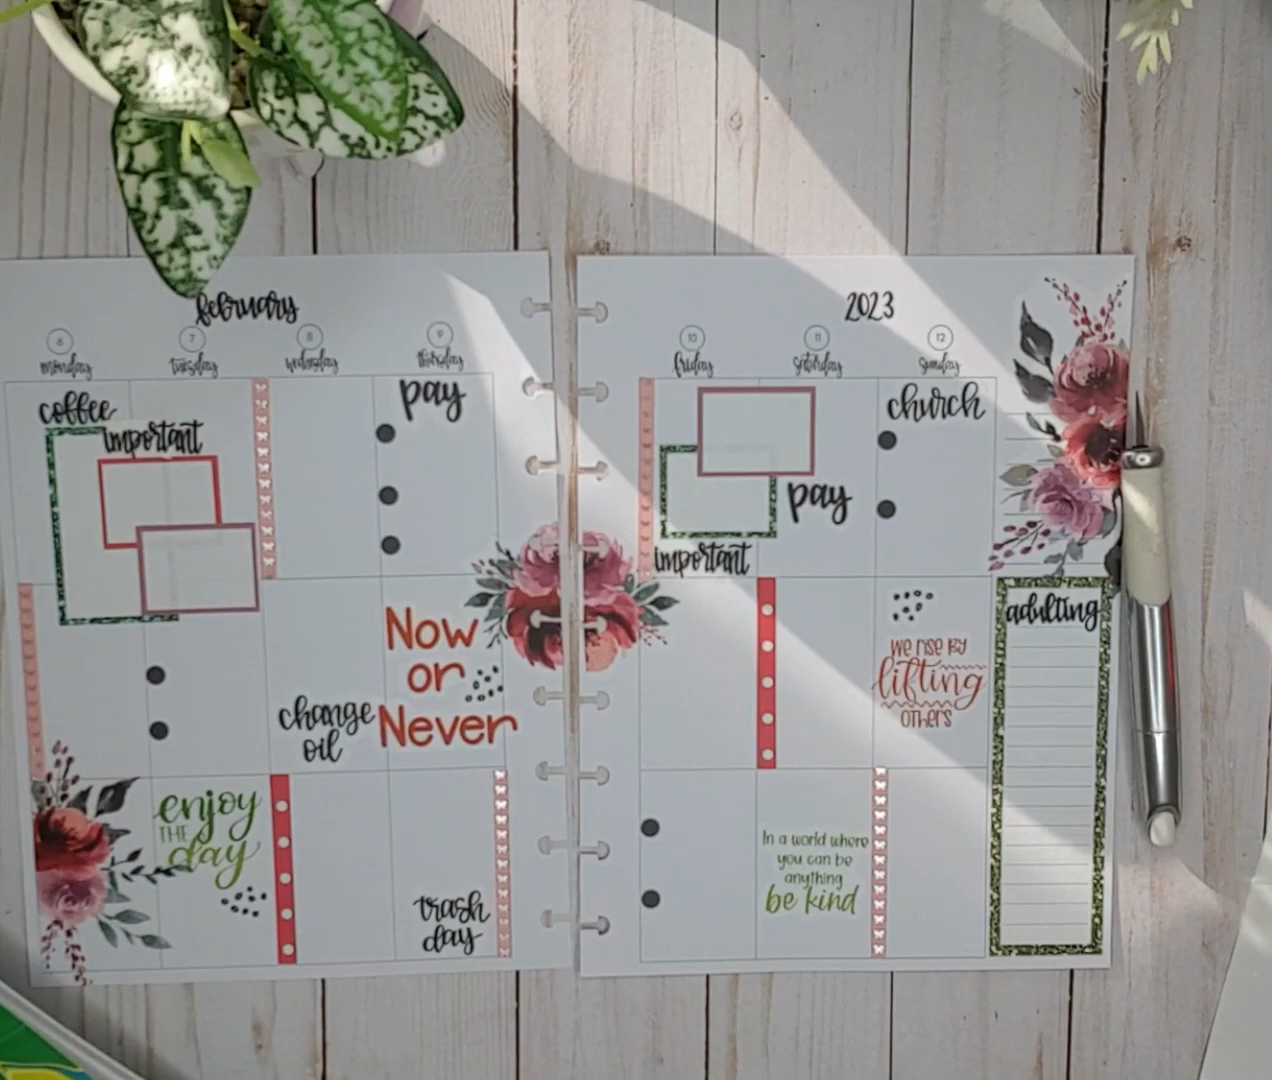 february
6
7
8
9
monday
tuesday
wednesday
thursday
coffee
important
pay
Now
or
Never
change
oil
enjoy
THE
day
trash
day
2023
10
11
12
friday
saturday
sunday
church
pay
important
adulting
we rise by
lifting
others
In a world where
you can be
anything
be kind